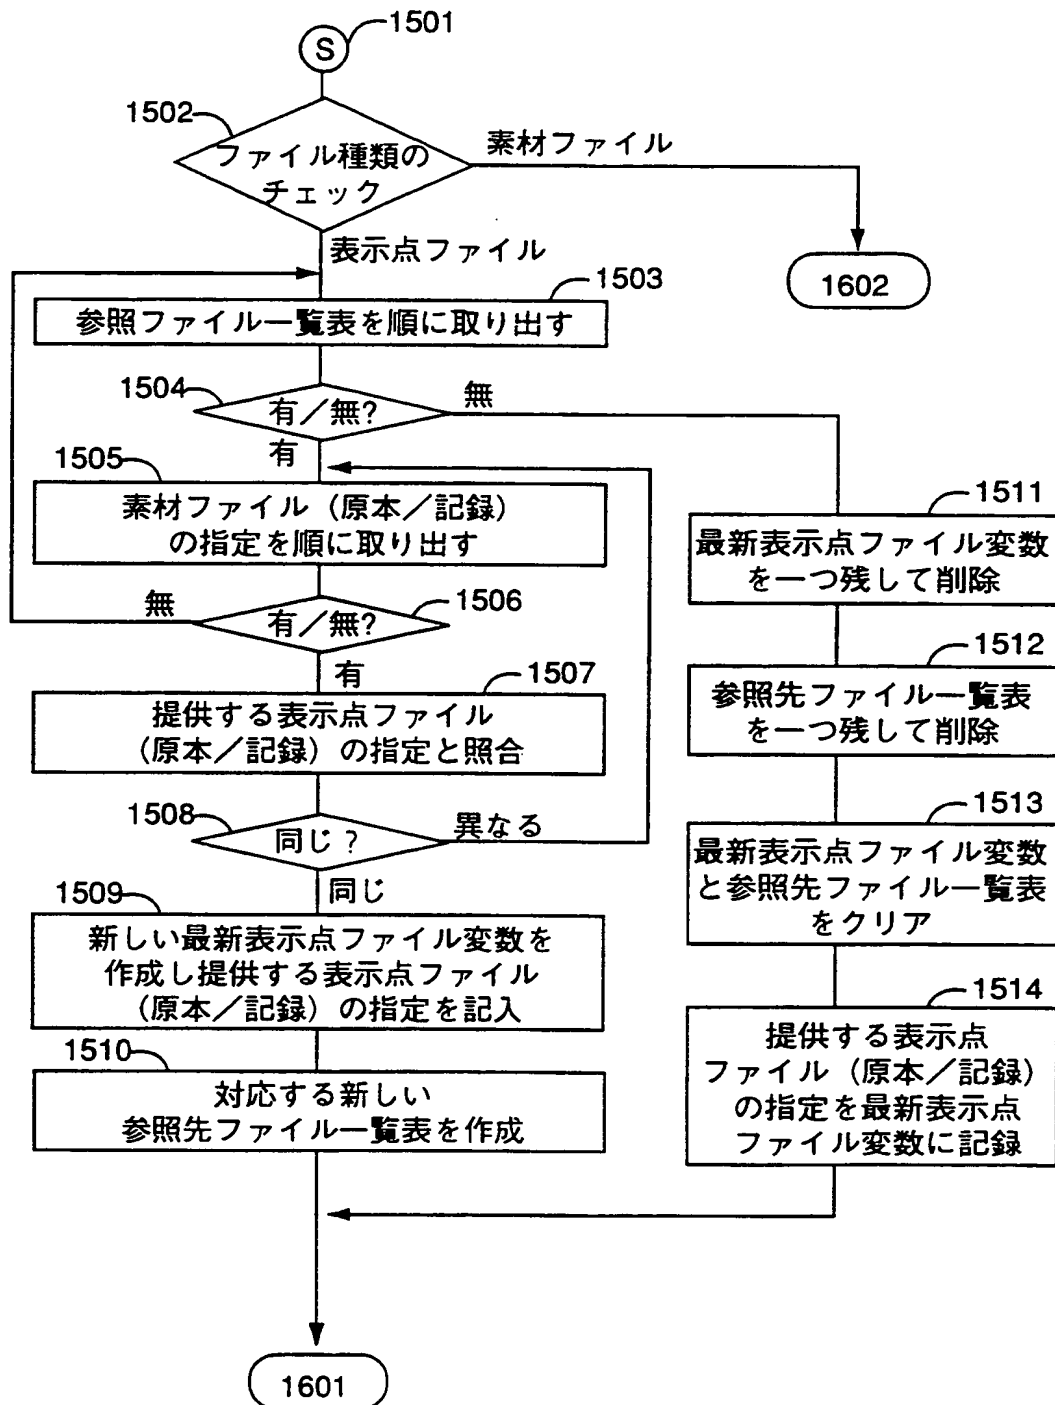 1501
S
1502
ファイル種類の
チェック
素材ファイル
1602
表示点ファイル
1503
参照ファイル一覧表を順に取り出す
1504
有／無?
無
有
1505
素材ファイル（原本／記録）
の指定を順に取り出す
1506
有／無?
無
有
1507
提供する表示点ファイル
（原本／記録）の指定と照合
1508
同じ？
異なる
同じ
1509
新しい最新表示点ファイル変数を
作成し提供する表示点ファイル
（原本／記録）の指定を記入
1510
対応する新しい
参照先ファイル一覧表を作成
1511
最新表示点ファイル変数
を一つ残して削除
1512
参照先ファイル一覧表
を一つ残して削除
1513
最新表示点ファイル変数
と参照先ファイル一覧表
をクリア
1514
提供する表示点
ファイル（原本／記録）
の指定を最新表示点
ファイル変数に記録
1601